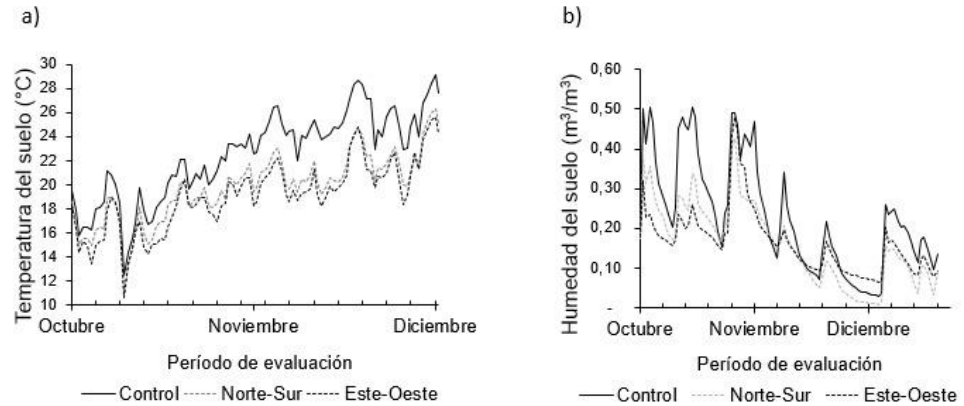 a)
Temperatura del suelo (°C)
30
28
26
24
22
20
18
16
14
12
10
Octubre Noviembre Diciembre
Período de evaluación
Control Norte-Sur Este-Oeste
b)
Humedad del suelo (m³/m³)
0,60
0,50
0,40
0,30
0,20
0,10
-
Octubre Noviembre Diciembre
Período de evaluación
Control Norte-Sur Este-Oeste